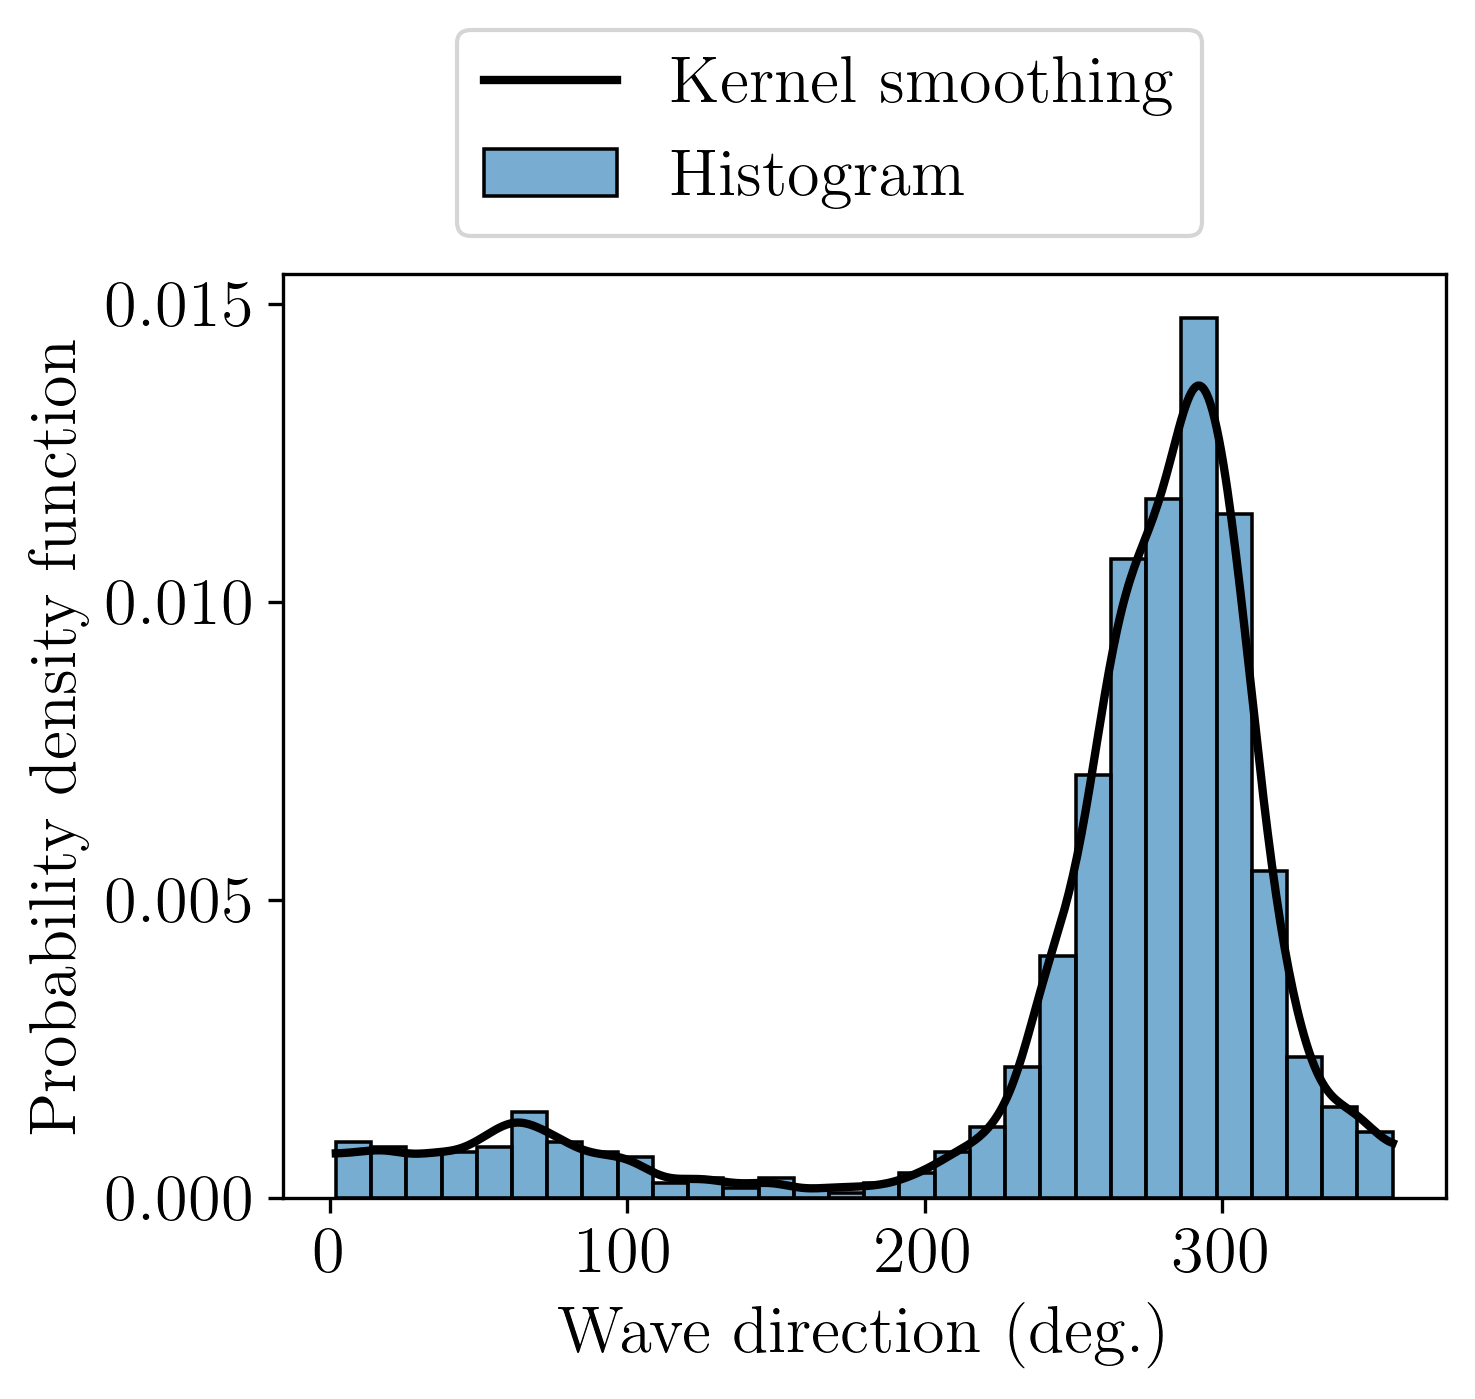 Kernel smoothing
Histogram
Probability density function
0.015
0.010
0.005
0.000
0 100 200 300
Wave direction (deg.)